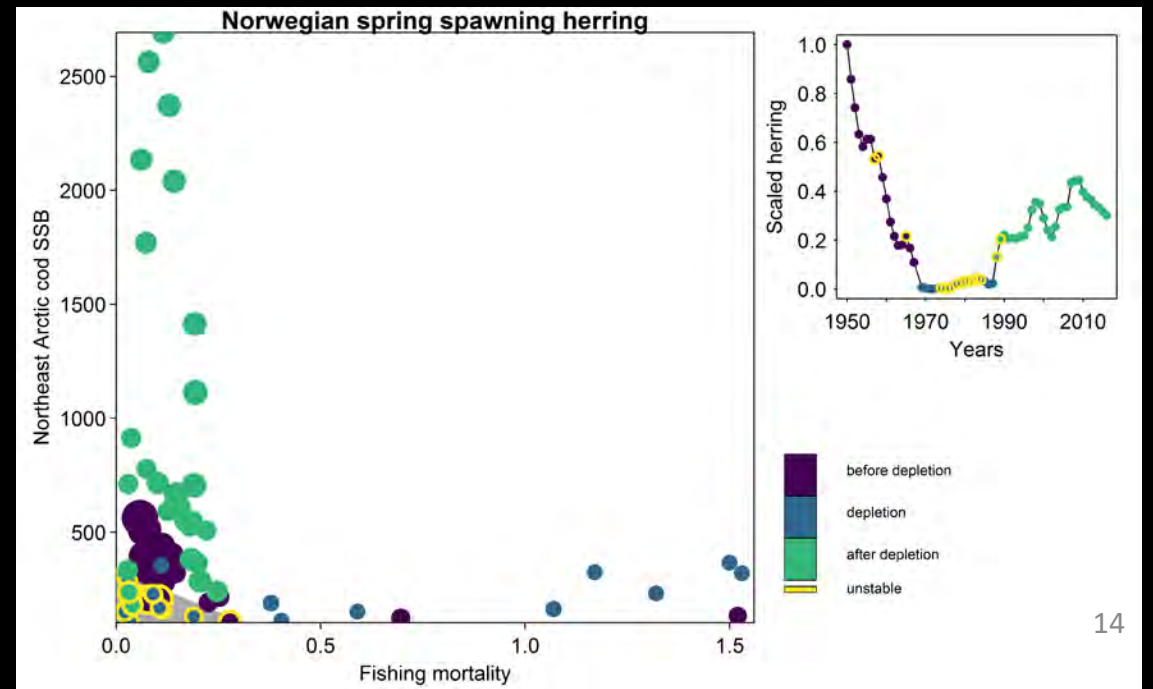 Norwegian spring spawning herring
Northeast Arctic cod SSB
2500
2000
1500
1000
500
0.0 0.5 1.0 1.5
Fishing mortality
Scaled herring
1.0
0.8
0.6
0.4
0.2
0.0
1950 1970 1990 2010
Years
before depletion
depletion
after depletion
unstable
14